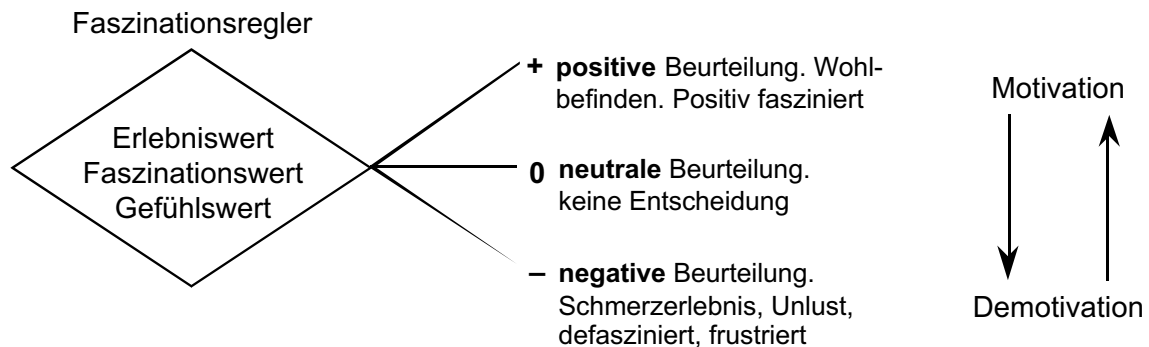 Faszinationsregler
Erlebniswert
Faszinationswert
Gefühlswert
+ positive Beurteilung. Wohl-
befinden. Positiv fasziniert
0 neutrale Beurteilung.
keine Entscheidung
– negative Beurteilung.
Schmerzerlebnis, Unlust,
defasziniert, frustriert
Motivation
Demotivation